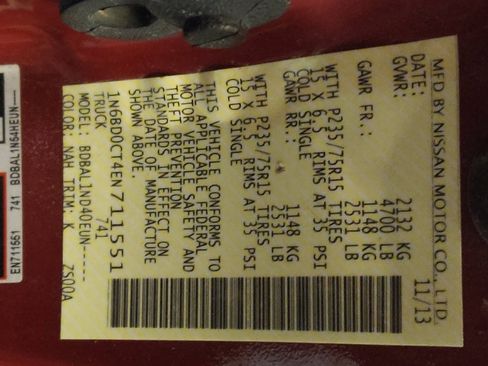 MFD BY NISSAN MOTOR CO., LTD
DATE: 11/13
GVWR: 2132 KG
4700 LB
GAWR FR.: 1148 KG
2531 LB
WITH P235/75R15 TIRES
15 X 6.5 RIMS AT 35 PSI
COLD SINGLE
GAWR RR.: 1148 KG
2531 LB
WITH P235/75R15 TIRES
15 X 6.5 RIMS AT 35 PSI
COLD SINGLE
THIS VEHICLE CONFORMS TO
ALL APPLICABLE FEDERAL
MOTOR VEHICLE SAFETY AND
THEFT PREVENTION
STANDARDS IN EFFECT ON
THE DATE OF MANUFACTURE
SHOWN ABOVE.
1N6BD0CT4EN711551
TRUCK 741
MODEL: BDBAL1ND40EUN-----
COLOR: NAH TRIM: K ZS00A
EN711551 741 BDBAL1N54HEUN----